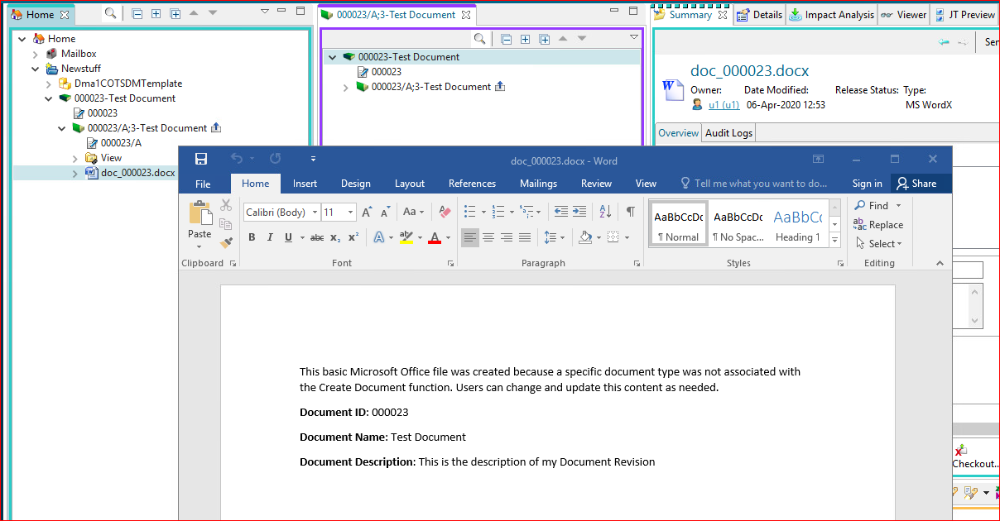 Home
Home
Mailbox
Newstuff
Dma1COTSDMTemplate
000023-Test Document
000023
000023/A;3-Test Document
000023/A
View
doc_000023.docx
000023/A;3-Test Document
000023-Test Document
000023
000023/A;3-Test Document
Summary Details Impact Analysis Viewer JT Preview
Sen
doc_000023.docx
Owner: Date Modified: Release Status: Type:
u1 (u1) 06-Apr-2020 12:53 MS WordX
Overview Audit Logs
doc_000023.docx - Word
File Home Insert Design Layout References Mailings Review View Tell me what you want to do... Sign in Share
Paste
Clipboard
Calibri (Body) 11 Aa
B I U abc x₂ x² A ab A
Font
Paragraph
AaBbCcDc AaBbCcDc AaBbCc
¶ Normal ¶ No Spac... Heading 1
Styles
Find
Replace
Select
Editing
This basic Microsoft Office file was created because a specific document type was not associated with
the Create Document function. Users can change and update this content as needed.
Document ID: 000023
Document Name: Test Document
Document Description: This is the description of my Document Revision
Checkout..